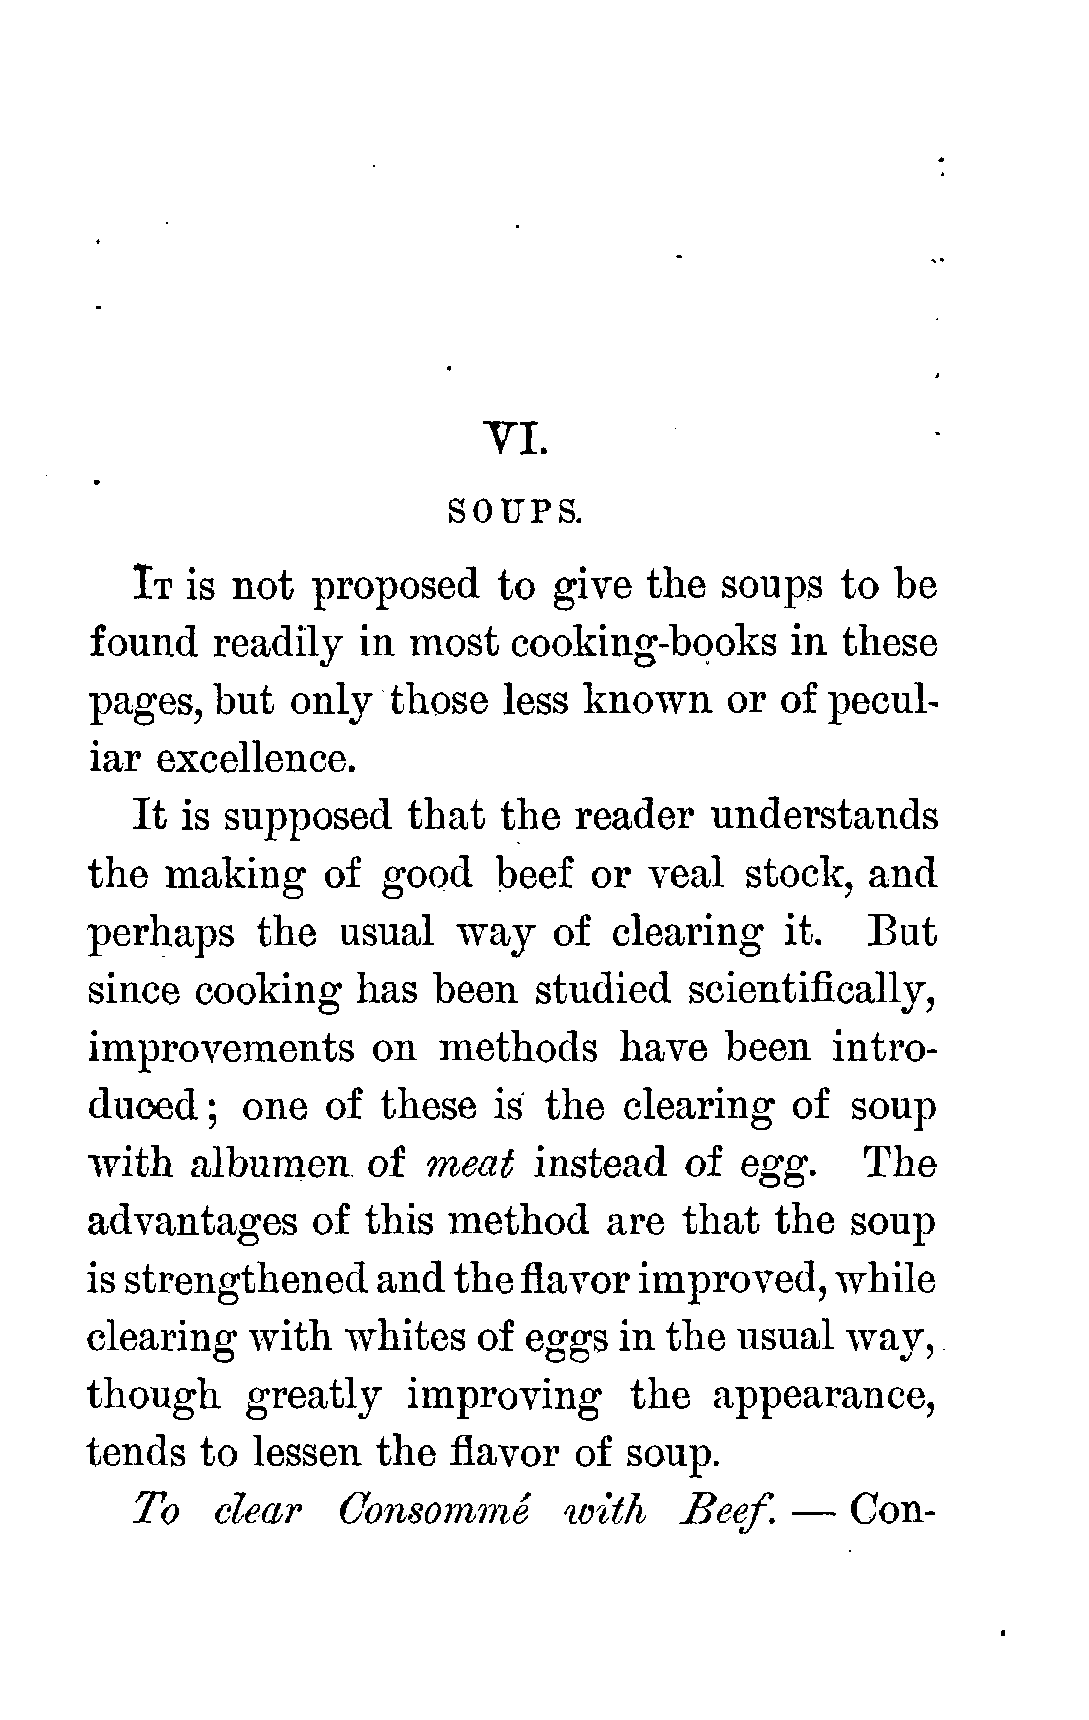 VI.
SOUPS.
It is not proposed to give the soups to be
found readily in most cooking-books in these
pages, but only those less known or of pecul-
iar excellence.
It is supposed that the reader understands
the making of good beef or veal stock, and
perhaps the usual way of clearing it. But
since cooking has been studied scientifically,
improvements on methods have been intro-
duced; one of these is the clearing of soup
with albumen of meat instead of egg. The
advantages of this method are that the soup
is strengthened and the flavor improved, while
clearing with whites of eggs in the usual way,
though greatly improving the appearance,
tends to lessen the flavor of soup.
To clear Consommé with Beef. — Con-